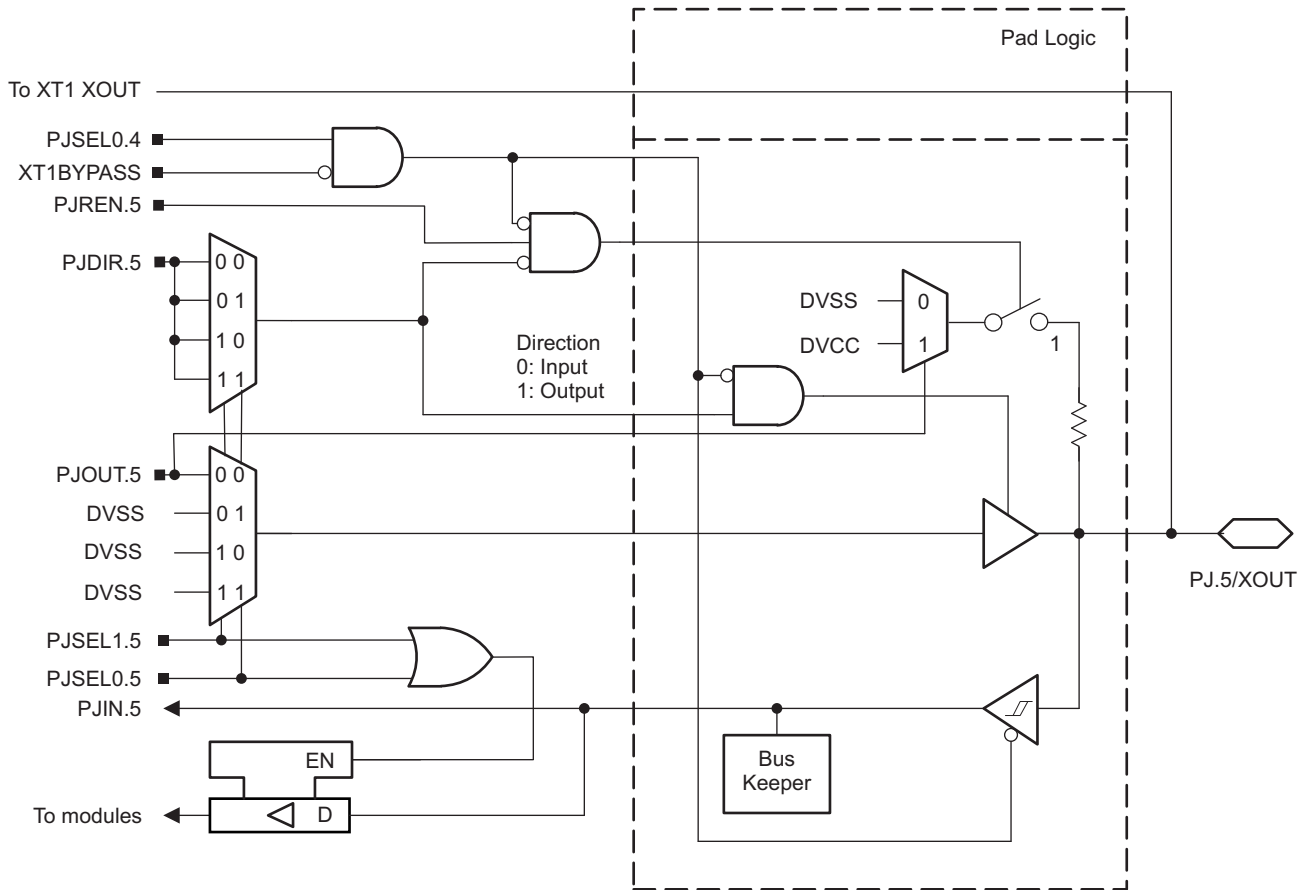 Pad Logic
To XT1 XOUT
PJSEL0.4
XT1BYPASS
PJREN.5
PJDIR.5
0 0
0 1
1 0
1 1
Direction
0: Input
1: Output
DVSS
0
DVCC
1
1
PJOUT.5
0 0
DVSS
0 1
DVSS
1 0
DVSS
1 1
PJ.5/XOUT
PJSEL1.5
PJSEL0.5
PJIN.5
EN
Bus
Keeper
To modules
D